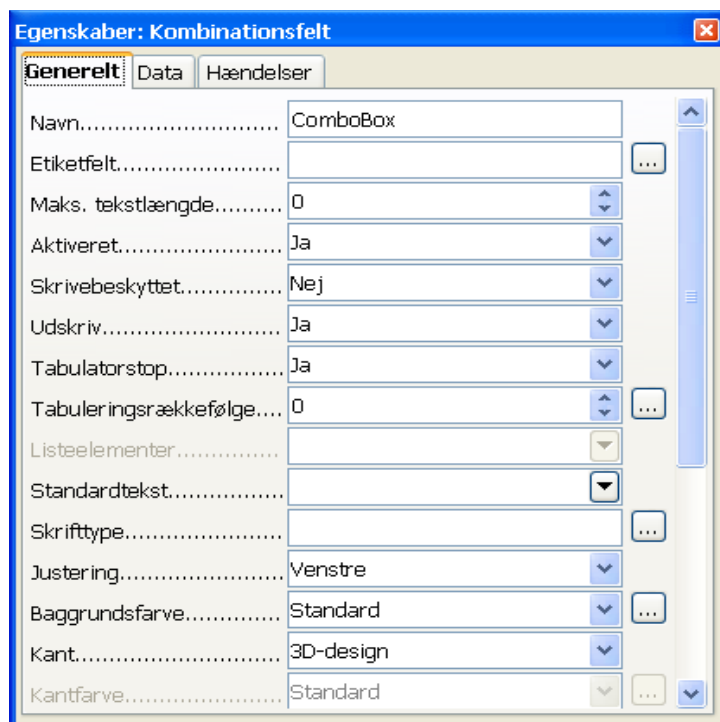 Egenskaber: Kombinationsfelt
Generelt Data Hændelser
Navn........................... ComboBox
Etiketfelt...................... ...
Maks. tekstlængde.......... 0
Aktiveret...................... Ja
Skrivebeskyttet............... Nej
Udskriv......................... Ja
Tabulatorstop................. Ja
Tabuleringsrækkefølge.... 0 ...
Listeelementer...............
Standardtekst................
Skrifttype...................... ...
Justering....................... Venstre
Baggrundsfarve.............. Standard ...
Kant............................. 3D-design
Kantfarve...................... Standard ...